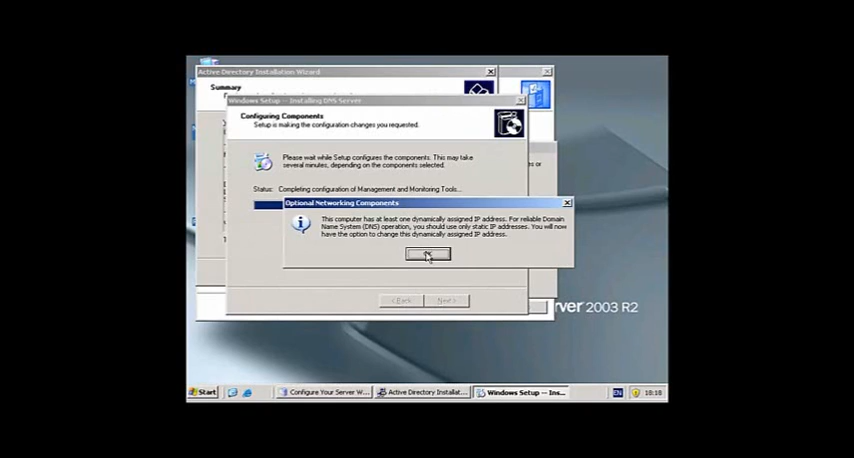 Active Directory Installation Wizard
Summary
Windows Setup -- Installing DNS Server
Configuring Components
Setup is making the configuration changes you requested.
Please wait while Setup configures the components. This may take
several minutes, depending on the components selected.
Status: Completing configuration of Management and Monitoring Tools...
Optional Networking Components
This computer has at least one dynamically assigned IP address. For reliable Domain
Name System (DNS) operation, you should use only static IP addresses. You will now
have the option to change this dynamically assigned IP address.
< Back
Next >
rver 2003 R2
Start
Configure Your Server W...
Active Directory Installat...
Windows Setup -- Ins...
EN
18:18